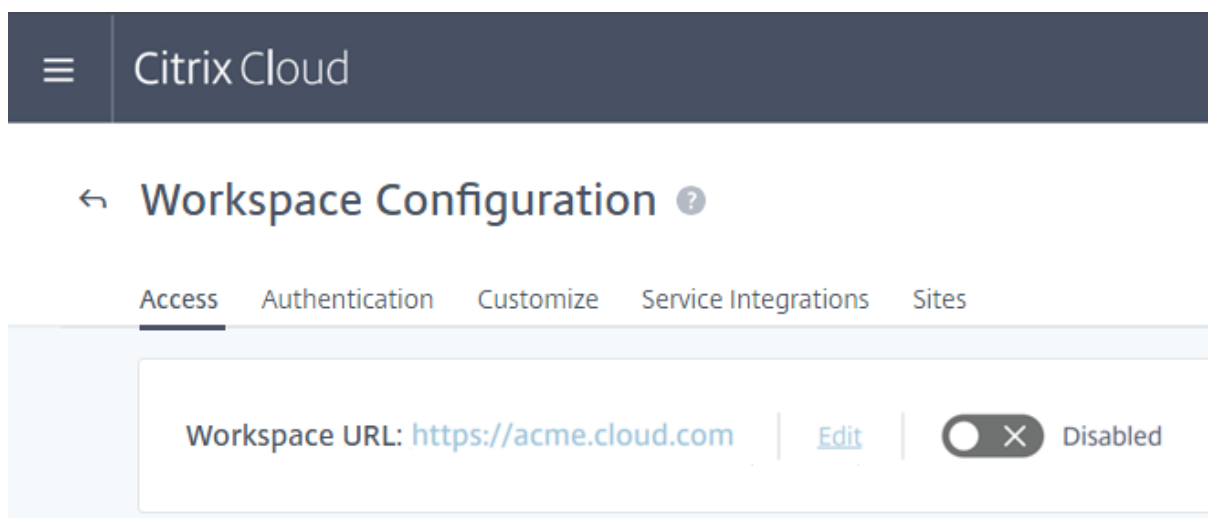 Citrix Cloud
Workspace Configuration ?
Access Authentication Customize Service Integrations Sites
Workspace URL: https://acme.cloud.com Edit Disabled